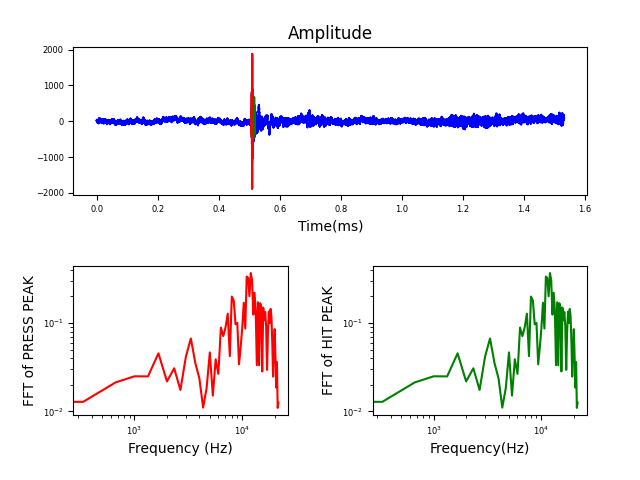 Amplitude
2000
1000
0
−1000
−2000
0.0 0.2 0.4 0.6 0.8 1.0 1.2 1.4 1.6
Time(ms)
FFT of PRESS PEAK
10⁻¹
10⁻²
10³ 10⁴
Frequency (Hz)
FFT of HIT PEAK
10⁻¹
10⁻²
10³ 10⁴
Frequency(Hz)